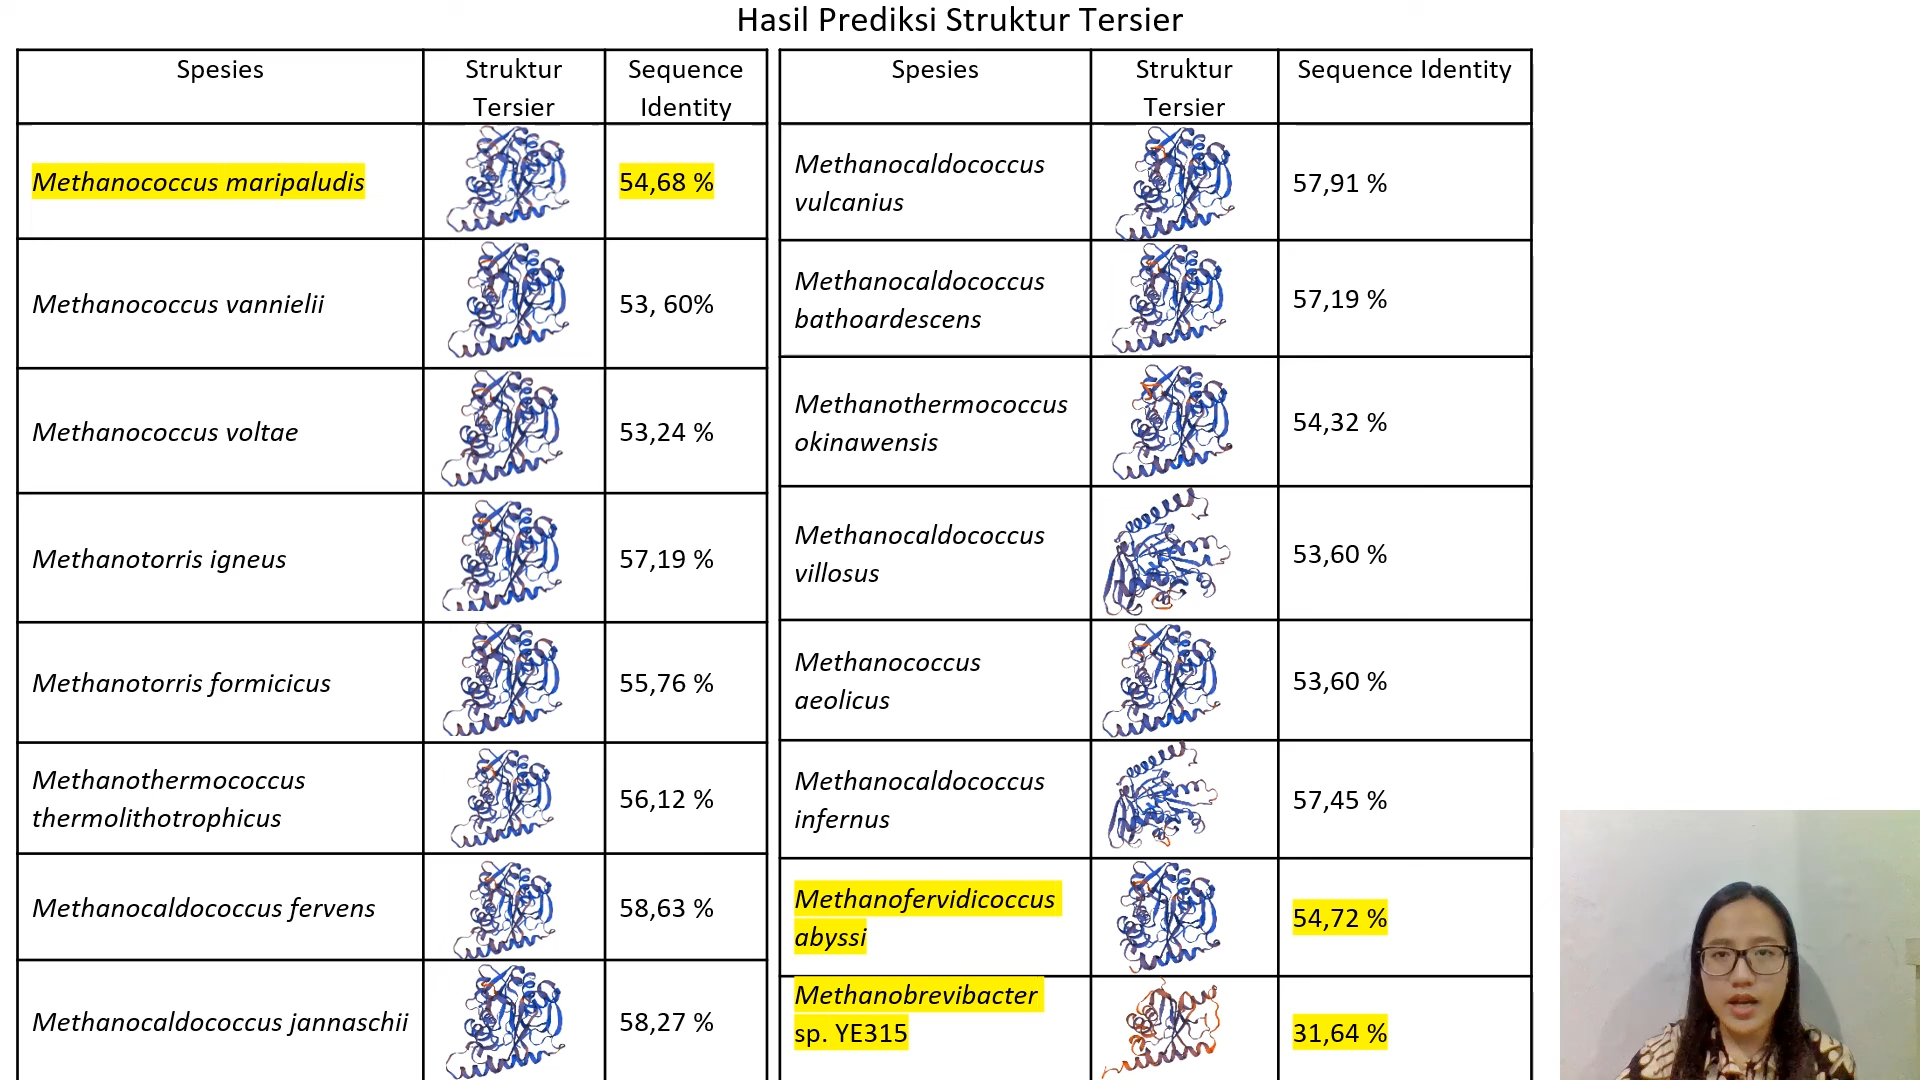 Hasil Prediksi Struktur Tersier
Spesies
Struktur
Tersier
Sequence
Identity
Methanococcus maripaludis
54,68 %
Methanococcus vannielii
53, 60%
Methanococcus voltae
53,24 %
Methanotorris igneus
57,19 %
Methanotorris formicicus
55,76 %
Methanothermococcus
thermolithotrophicus
56,12 %
Methanocaldococcus fervens
58,63 %
Methanocaldococcus jannaschii
58,27 %
Spesies
Struktur
Tersier
Sequence Identity
Methanocaldococcus
vulcanius
57,91 %
Methanocaldococcus
bathoardescens
57,19 %
Methanothermococcus
okinawensis
54,32 %
Methanocaldococcus
villosus
53,60 %
Methanococcus
aeolicus
53,60 %
Methanocaldococcus
infernus
57,45 %
Methanofervidicoccus
abyssi
54,72 %
Methanobrevibacter
sp. YE315
31,64 %